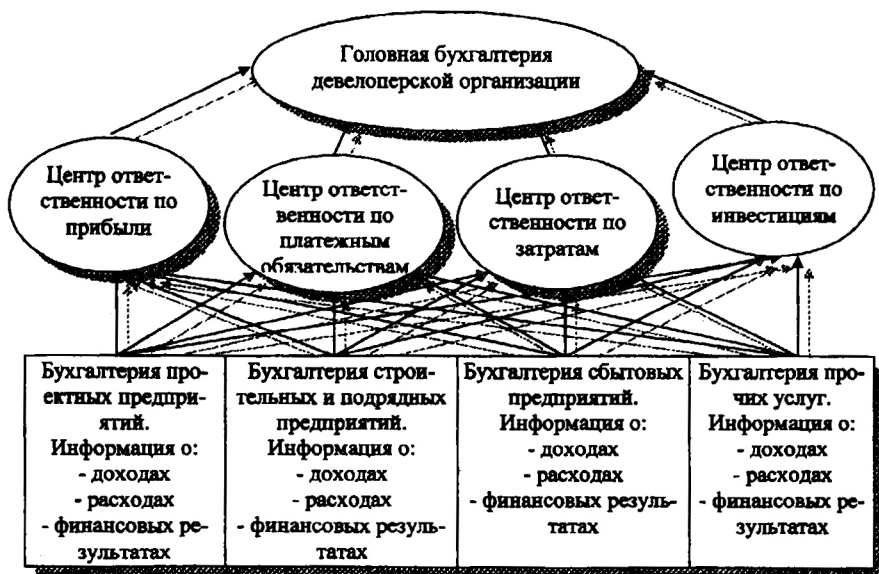 Головная бухгалтерия
девелоперской организации
Центр ответ-
ственности по
прибыли
Центр ответст-
венности по
платежным
обязательствам
Центр ответ-
ственности по
затратам
Центр ответ-
ственности по
инвестициям
Бухгалтерия про-
ектных предпри-
ятий.
Информация о:
- доходах
- расходах
- финансовых ре-
зультатах
Бухгалтерия строи-
тельных и подрядных
предприятий.
Информация о:
- доходах
- расходах
- финансовых резуль-
татах
Бухгалтерия сбытовых
предприятий.
Информация о:
- доходах
- расходах
- финансовых резуль-
татах
Бухгалтерия про-
чих услуг.
Информация о:
- доходах
- расходах
- финансовых ре-
зультатах